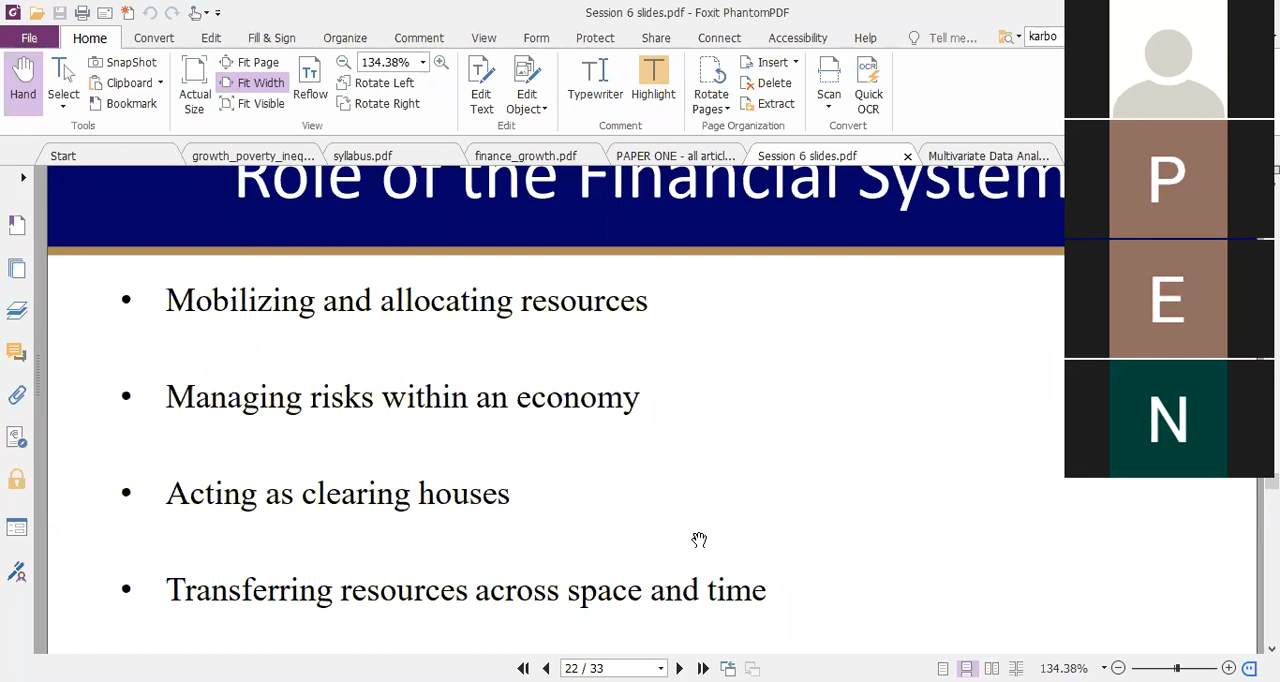 Session 6 slides.pdf - Foxit PhantomPDF
File Home Convert Edit Fill & Sign Organize Comment View Form Protect Share Connect Accessibility Help Tell me... karbo
Hand
Select
SnapShot
Clipboard
Bookmark
Tools
Actual Size
Fit Page
Fit Width
Fit Visible
Reflow
134.38%
Rotate Left
Rotate Right
View
Edit Text
Edit Object
Edit
Typewriter
Highlight
Comment
Rotate Pages
Insert
Delete
Extract
Page Organization
Scan
Quick OCR
Convert
Start growth_poverty_ineq... syllabus.pdf finance_growth.pdf PAPER ONE - all articl... Session 6 slides.pdf Multivariate Data Anal...
Role of the Financial System
• Mobilizing and allocating resources
• Managing risks within an economy
• Acting as clearing houses
• Transferring resources across space and time
P
E
N
22 / 33
134.38%